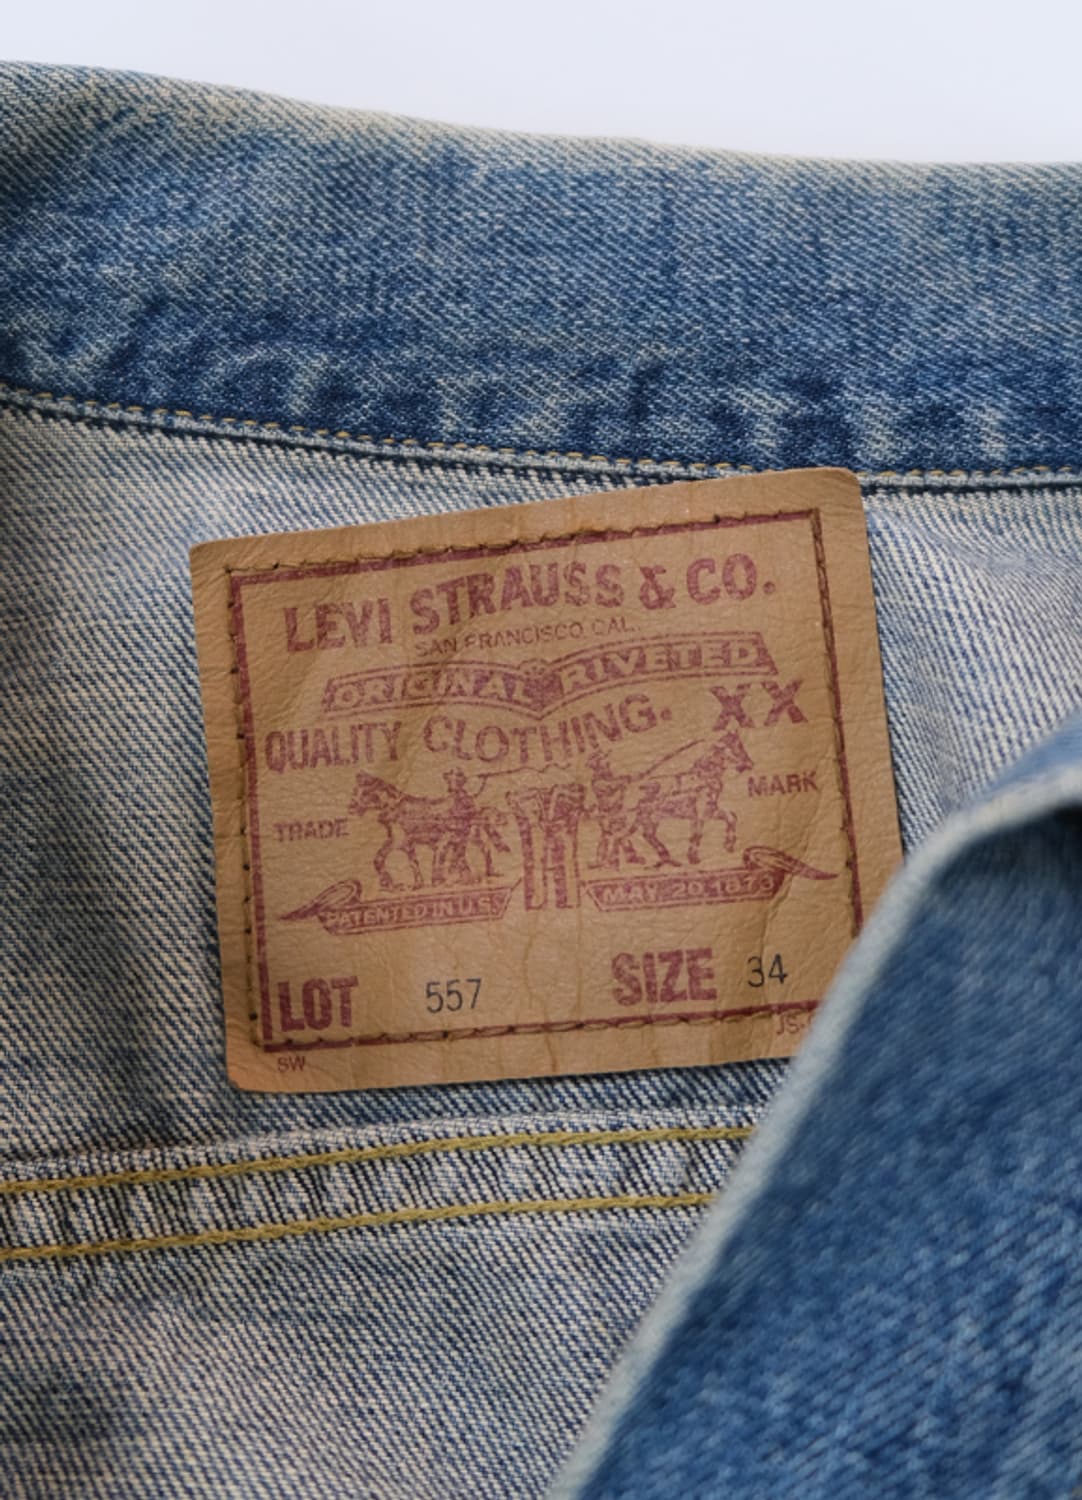 LEVI STRAUSS & CO.
SAN FRANCISCO CAL.
ORIGINAL RIVETED
QUALITY CLOTHING. XX
TRADE MARK
PATENTED IN U.S. MAY 20 1873
LOT 557 SIZE 34
SW